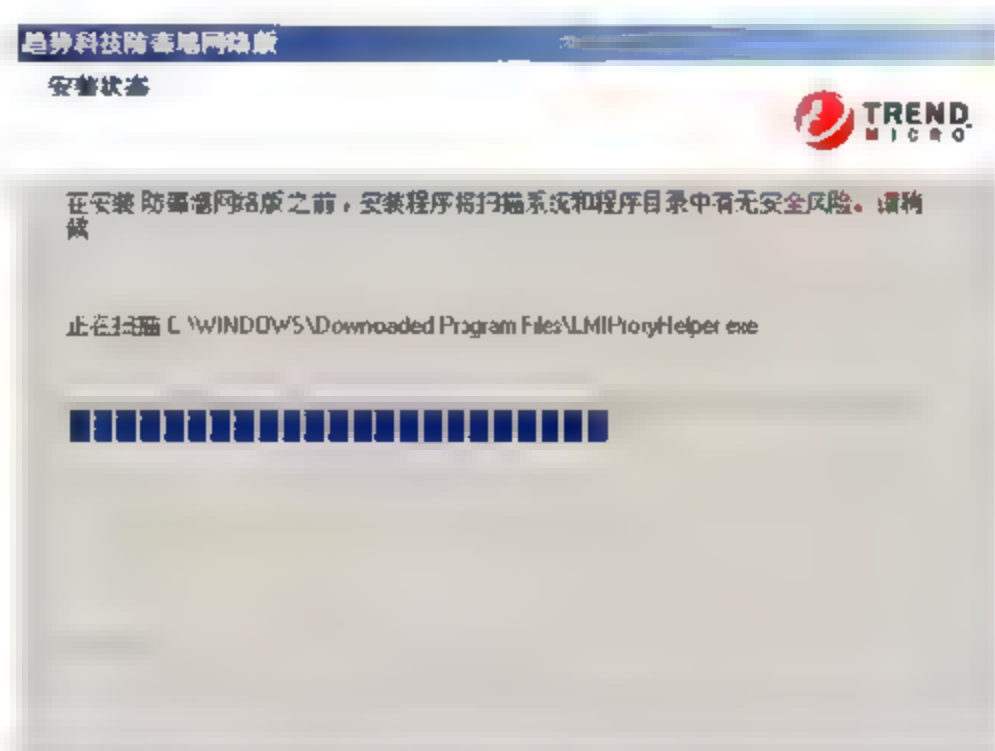 趋势科技防毒墙网络版
安装状态
TREND
MICRO
在安装 防毒墙网络版 之前，安装程序将扫描系统和程序目录中有无安全风险。请稍
候
正在扫描 C:\WINDOWS\Downloaded Program Files\LMIProxyHelper.exe